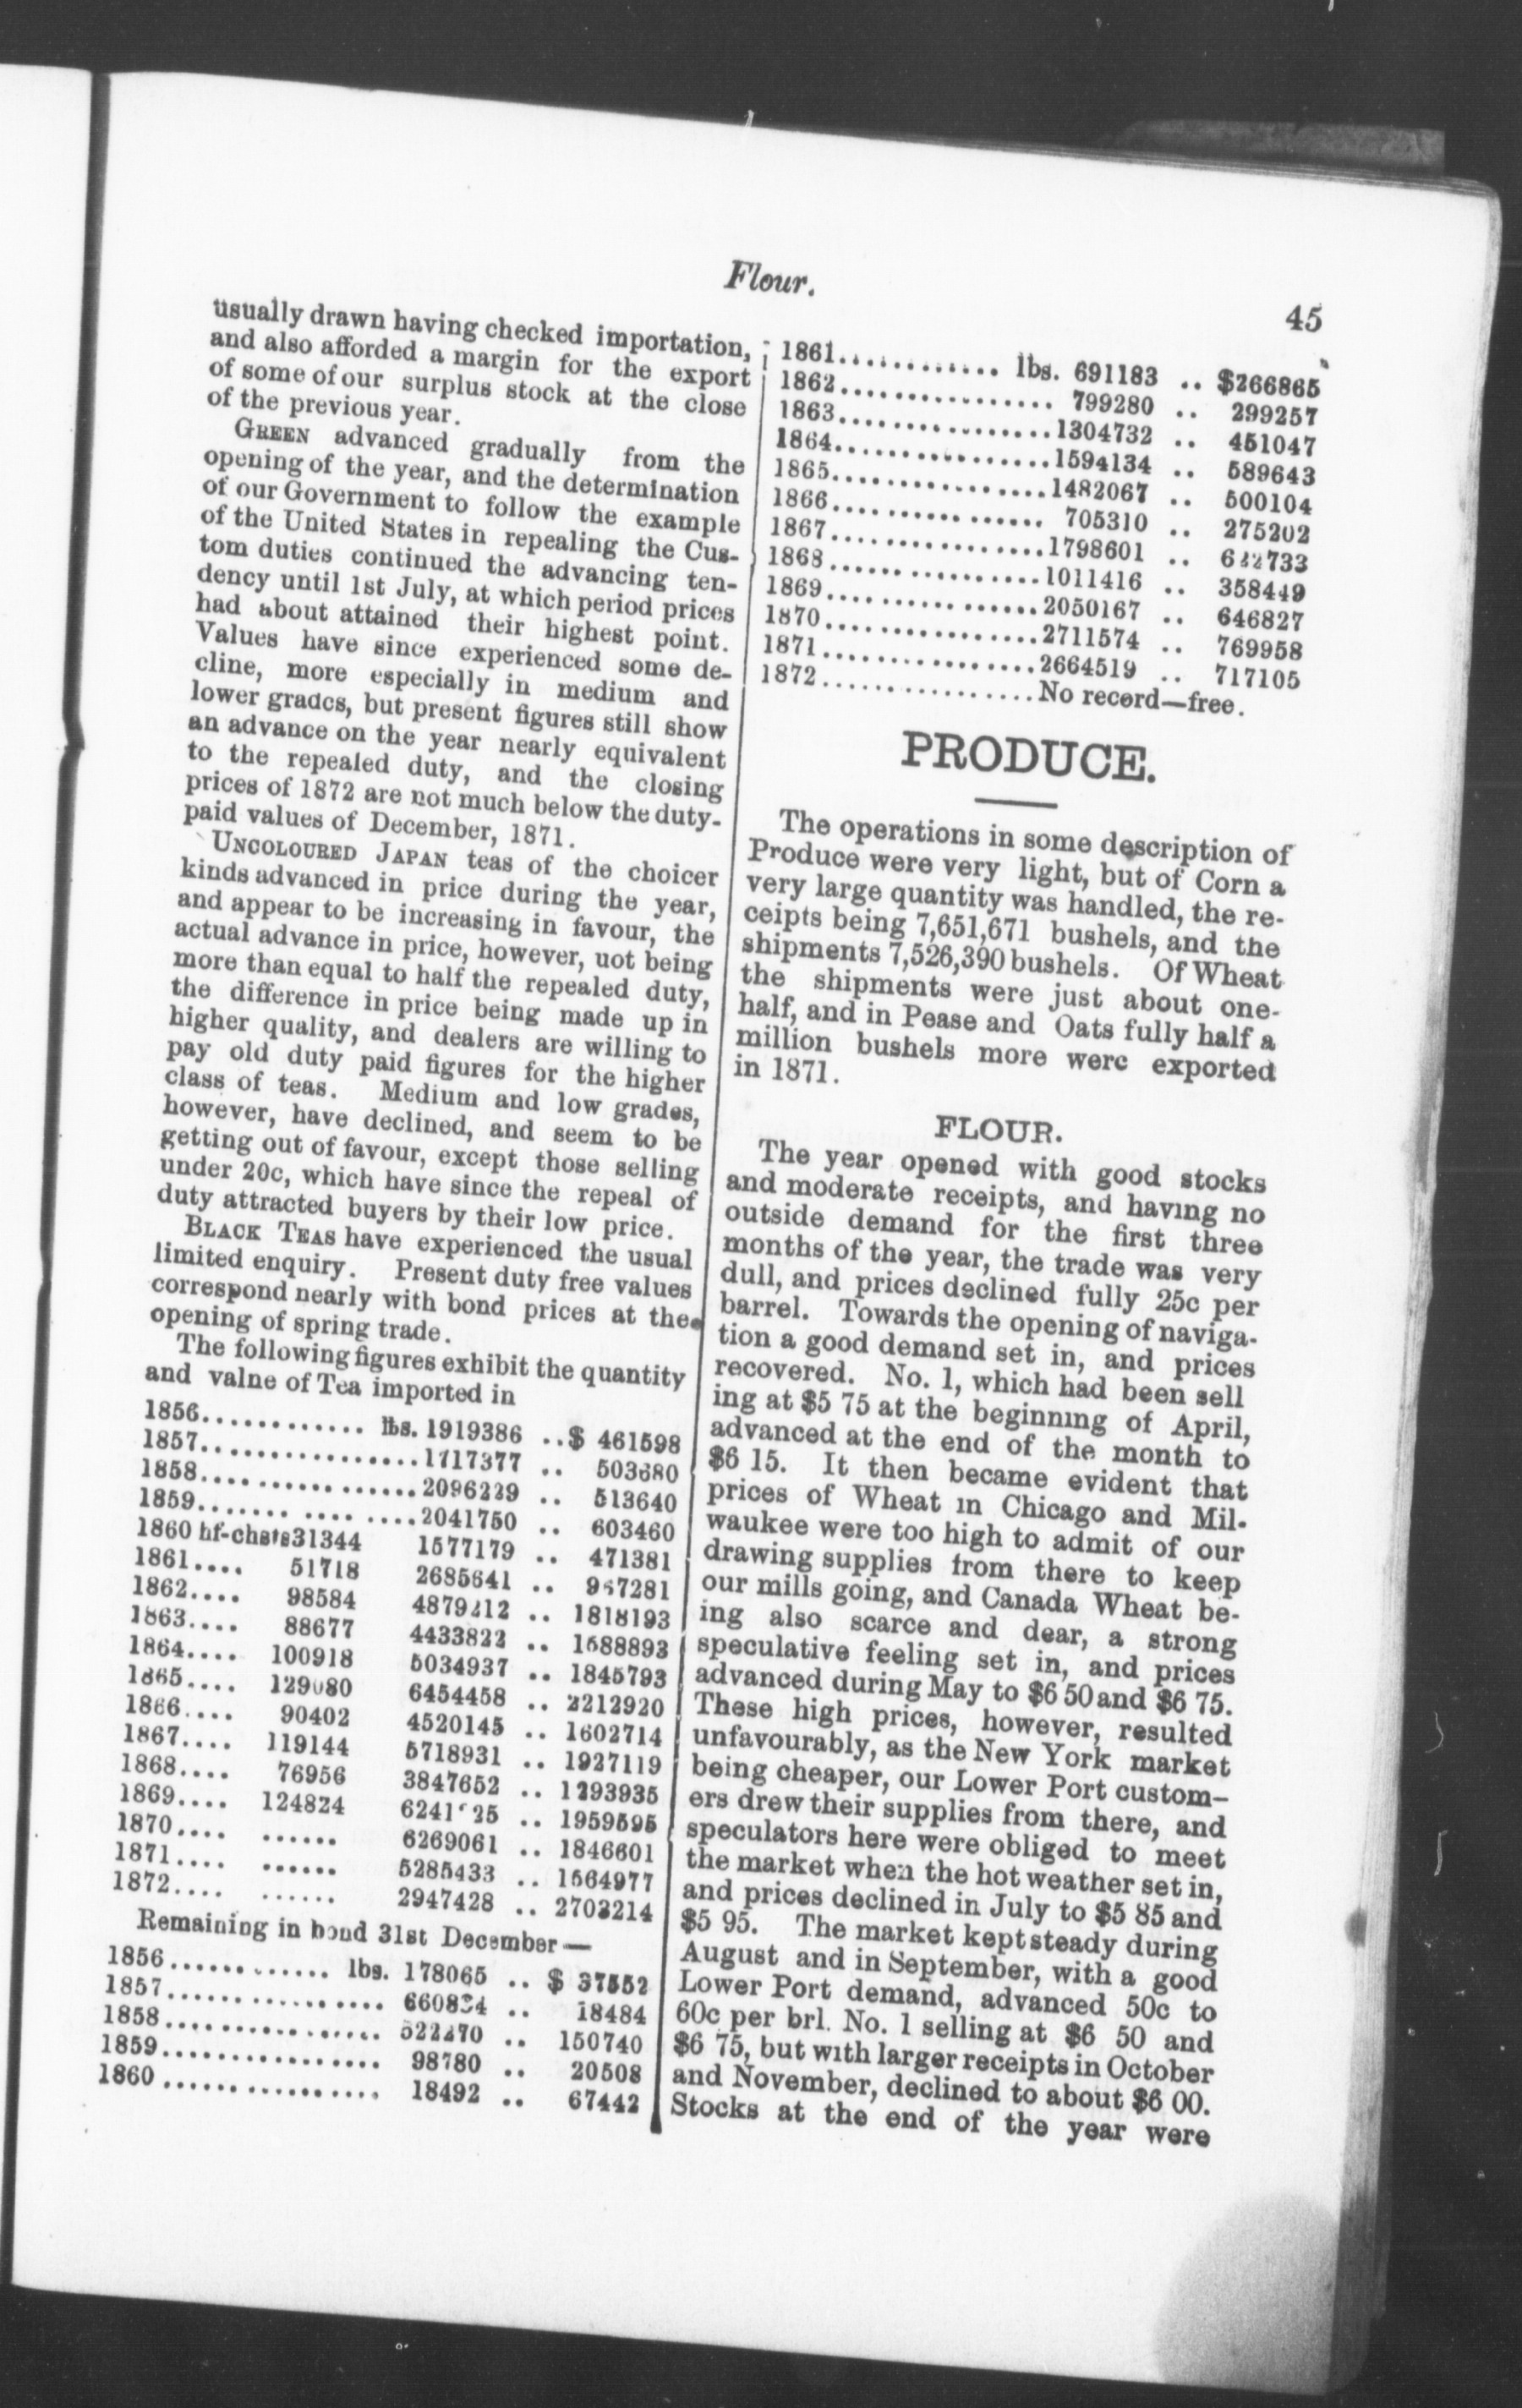 Flour.
45
usually drawn having checked importation,
and also afforded a margin for the export
of some of our surplus stock at the close
of the previous year.
GREEN advanced gradually from the
opening of the year, and the determination
of our Government to follow the example
of the United States in repealing the Cus-
tom duties continued the advancing ten-
dency until 1st July, at which period prices
had about attained their highest point.
Values have since experienced some de-
cline, more especially in medium and
lower grades, but present figures still show
an advance on the year nearly equivalent
to the repealed duty, and the closing
prices of 1872 are not much below the duty-
paid values of December, 1871.
UNCOLOURED JAPAN teas of the choicer
kinds advanced in price during the year,
and appear to be increasing in favour, the
actual advance in price, however, uot being
more than equal to half the repealed duty,
the difference in price being made up in
higher quality, and dealers are willing to
pay old duty paid figures for the higher
class of teas. Medium and low grades,
however, have declined, and seem to be
getting out of favour, except those selling
under 20c, which have since the repeal of
duty attracted buyers by their low price.
BLACK TEAS have experienced the usual
limited enquiry. Present duty free values
correspond nearly with bond prices at the
opening of spring trade.
The following figures exhibit the quantity
and valne of Tea imported in
1856............ lbs. 1919386 ..$ 461598
1857................1717377 .. 503680
1858................2096229 .. 513640
1859................2041750 .. 603460
1860 hf-chsts31344 1577179 .. 471381
1861.... 51718 2685641 .. 967281
1862.... 98584 4879212 .. 1818193
1863.... 88677 4433822 .. 1588893
1864.... 100918 5034937 .. 1845793
1865.... 129080 6454458 .. 2212920
1866.... 90402 4520145 .. 1602714
1867.... 119144 5718931 .. 1927119
1868.... 76956 3847652 .. 1293935
1869.... 124824 .. 1959595
1870.... ...... 6269061 .. 1846601
1871.... ...... 5285433 .. 1564977
1872.... ...... 2947428 .. 2703214
Remaining in bond 31st December—
1856............ lbs. 178065 .. $ 37552
1857................ 660834 .. 18484
1858................ 522270 .. 150740
1859................ 98780 .. 20508
1860 ................ 18492 .. 67442
1861............ lbs. 691183 .. $266865
1862................ 799280 .. 299257
1863................1304732 .. 451047
1864................1594134 .. 589643
1865................1482067 .. 500104
1866................ 705310 .. 275202
1867................1798601 .. 622733
1868................1011416 .. 358449
1869................2050167 .. 646827
1870................2711574 .. 769958
1871................2664519 .. 717105
1872................No record—free.
PRODUCE.
The operations in some description of
Produce were very light, but of Corn a
very large quantity was handled, the re-
ceipts being 7,651,671 bushels, and the
shipments 7,526,390 bushels. Of Wheat
the shipments were just about one-
half, and in Pease and Oats fully half a
million bushels more were exported
in 1871.
FLOUR.
The year opened with good stocks
and moderate receipts, and having no
outside demand for the first three
months of the year, the trade was very
dull, and prices declined fully 25c per
barrel. Towards the opening of naviga-
tion a good demand set in, and prices
recovered. No. 1, which had been sell
ing at $5 75 at the beginning of April,
advanced at the end of the month to
$6 15. It then became evident that
prices of Wheat in Chicago and Mil-
waukee were too high to admit of our
drawing supplies from there to keep
our mills going, and Canada Wheat be-
ing also scarce and dear, a strong
speculative feeling set in, and prices
advanced during May to $6 50 and $6 75.
These high prices, however, resulted
unfavourably, as the New York market
being cheaper, our Lower Port custom-
ers drew their supplies from there, and
speculators here were obliged to meet
the market when the hot weather set in,
and prices declined in July to $5 85 and
$5 95. The market kept steady during
August and in September, with a good
Lower Port demand, advanced 50c to
60c per brl. No. 1 selling at $6 50 and
$6 75, but with larger receipts in October
and November, declined to about $6 00.
Stocks at the end of the year were